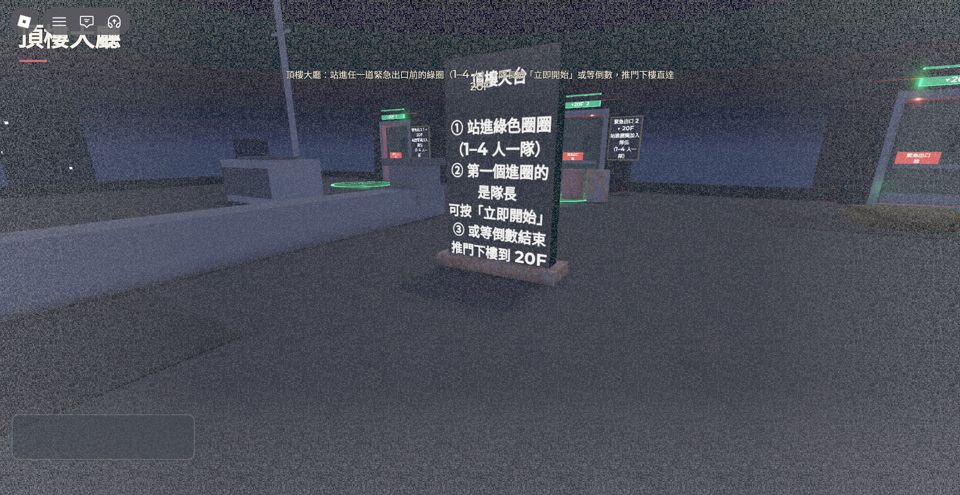 頂樓大廳
頂樓大廳：站進任一道緊急出口前的綠圈（1–4 「立即開始」或等倒數，推門下樓直達
20F
頂樓天台
① 站進綠色圈圈
（1–4 人一隊）
② 第一個進圈的
是隊長
可按「立即開始」
③ 或等倒數結束
推門下樓到 20F
緊急出口 2
緊急出口